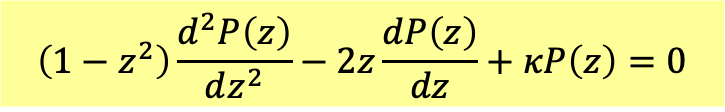 (1 − z²) d²P(z)/dz² − 2z dP(z)/dz + κP(z) = 0